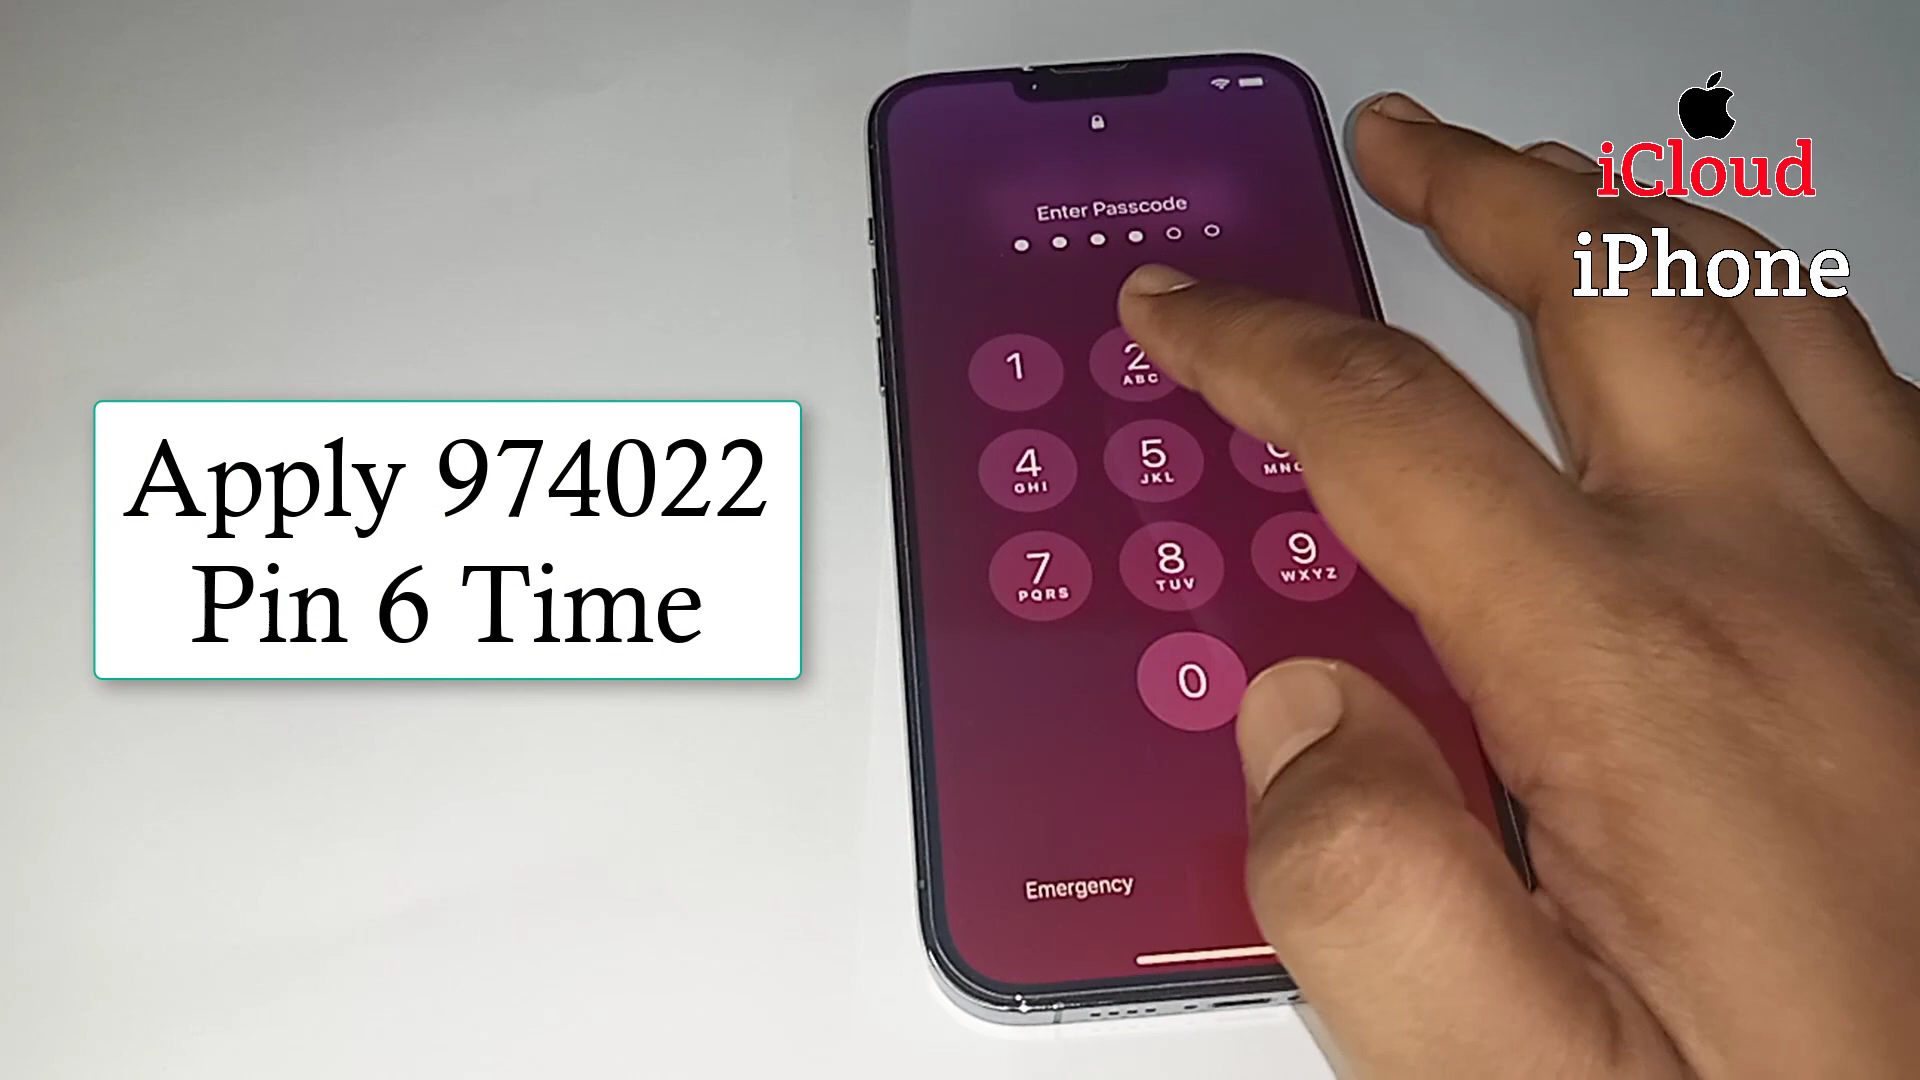 iCloud
iPhone
Enter Passcode
Apply 974022
Pin 6 Time
1
2
ABC
4
GHI
5
JKL
7
PQRS
8
TUV
9
WXYZ
0
Emergency